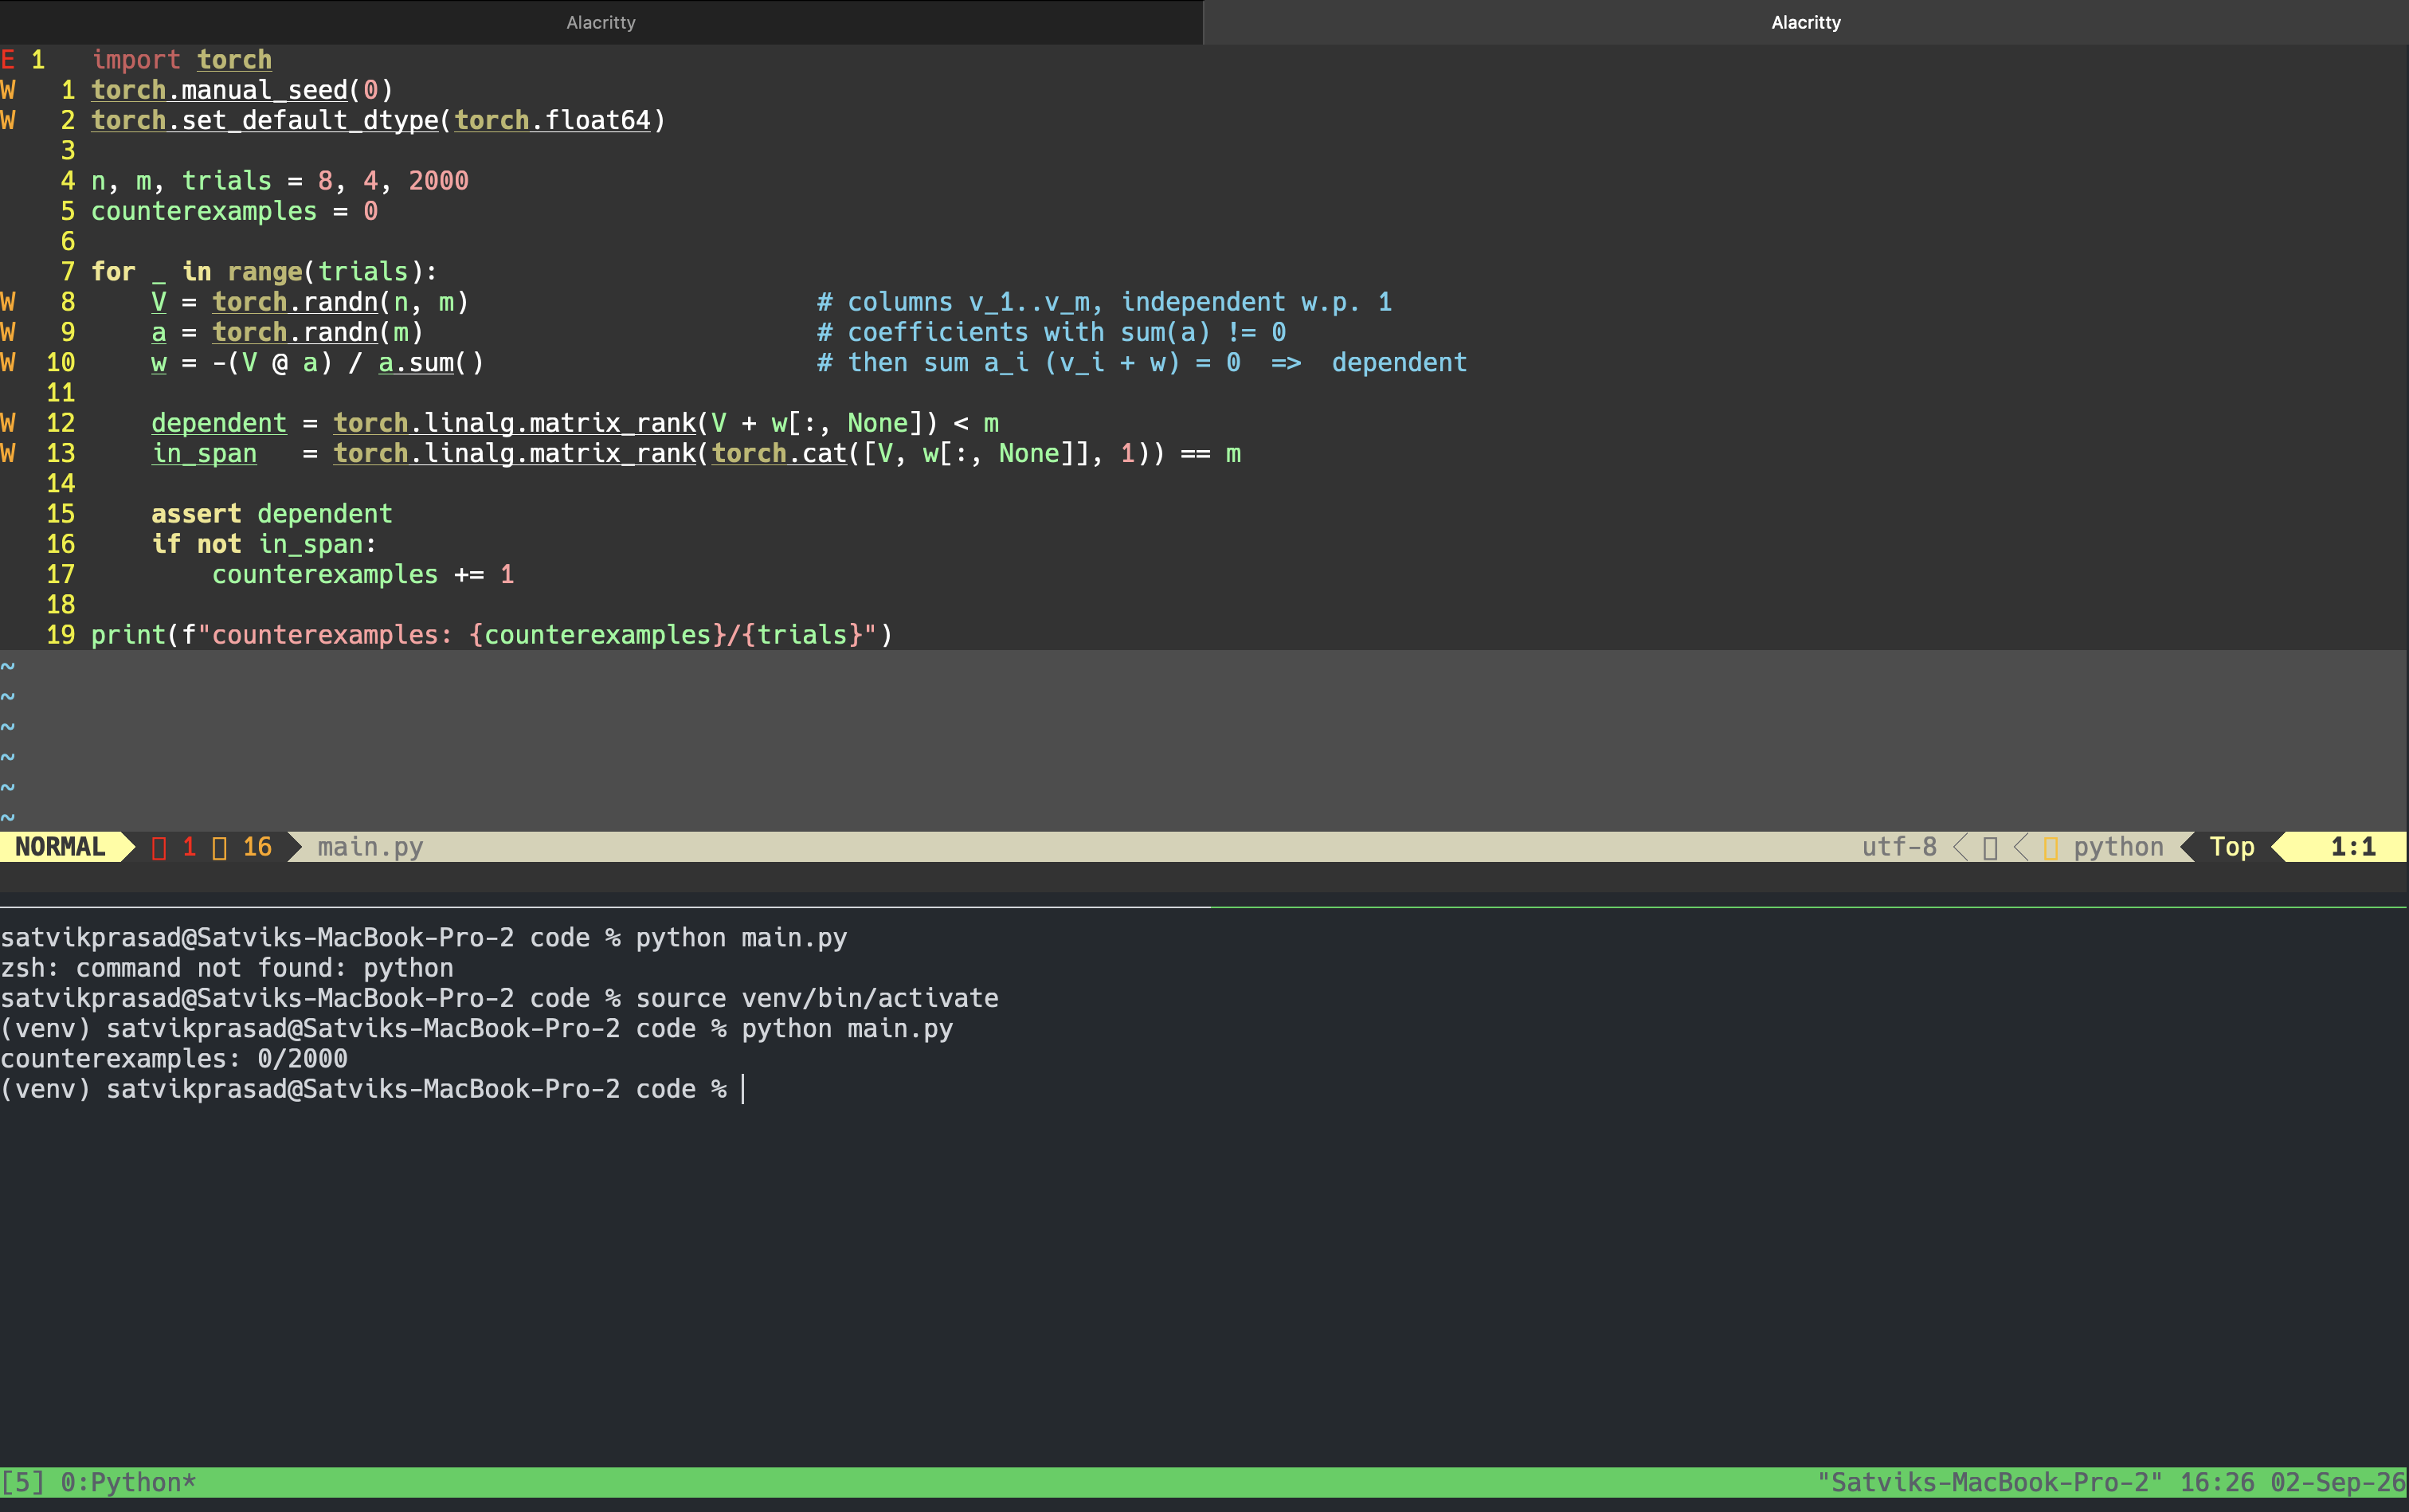 Alacritty Alacritty
E 1 import torch
W 1 torch.manual_seed(0)
W 2 torch.set_default_dtype(torch.float64)
3
4 n, m, trials = 8, 4, 2000
5 counterexamples = 0
6
7 for _ in range(trials):
W 8 V = torch.randn(n, m) # columns v_1..v_m, independent w.p. 1
W 9 a = torch.randn(m) # coefficients with sum(a) != 0
W 10 w = -(V @ a) / a.sum() # then sum a_i (v_i + w) = 0 => dependent
11
W 12 dependent = torch.linalg.matrix_rank(V + w[:, None]) < m
W 13 in_span = torch.linalg.matrix_rank(torch.cat([V, w[:, None]], 1)) == m
14
15 assert dependent
16 if not in_span:
17 counterexamples += 1
18
19 print(f"counterexamples: {counterexamples}/{trials}")
~
~
~
~
~
~
NORMAL 1 16 main.py utf-8 python Top 1:1
satvikprasad@Satviks-MacBook-Pro-2 code % python main.py
zsh: command not found: python
satvikprasad@Satviks-MacBook-Pro-2 code % source venv/bin/activate
(venv) satvikprasad@Satviks-MacBook-Pro-2 code % python main.py
counterexamples: 0/2000
(venv) satvikprasad@Satviks-MacBook-Pro-2 code %
[5] 0:Python* "Satviks-MacBook-Pro-2" 16:26 02-Sep-26